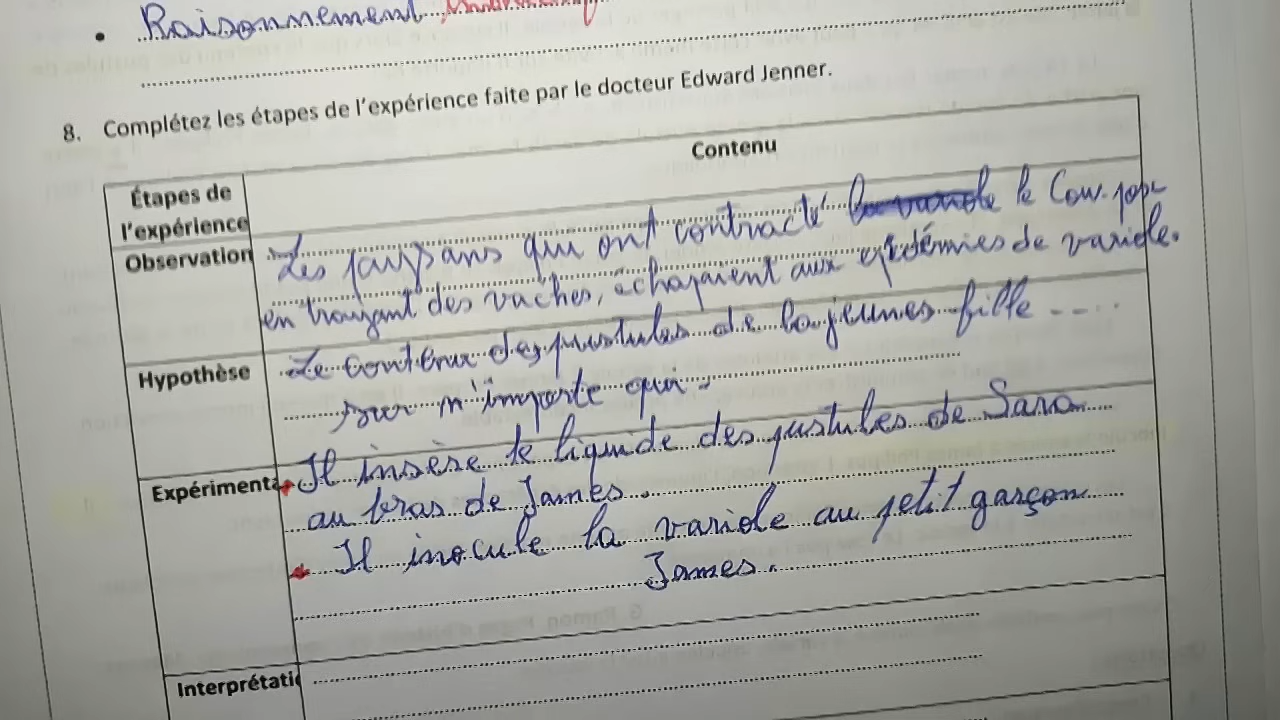 • Raisonnement
8. Complétez les étapes de l'expérience faite par le docteur Edward Jenner.
Étapes de l'expérience
Contenu
Observation
Les paysans qui ont contracté le Cow-pox
en trayant des vaches, échapaient aux épidémies de variole.
Hypothèse
Le contenu des pustules de la jeunes fille ....
pour n'importe qui.
Expérimenta
Il insère le liquide des pustules de Sara
au bras de James.
Il inocule la variole au petit garçon
James.
Interprétati